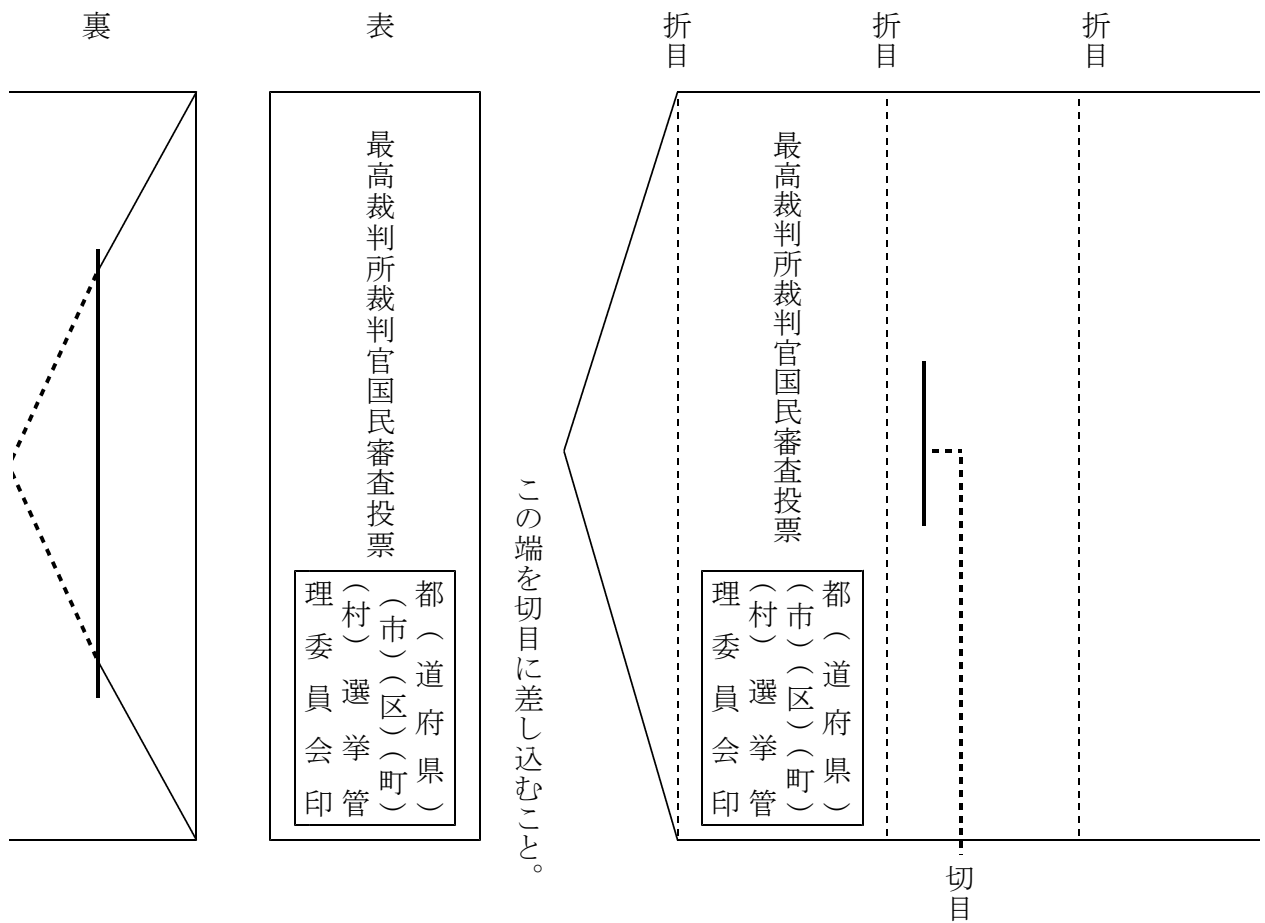 折目
折目
折目
最高裁判所裁判官国民審査投票
都(道府県)
(市)(区)(町)
(村)選挙管
理委員会印
切目
この端を切目に差し込むこと。
表
最高裁判所裁判官国民審査投票
都(道府県)
(市)(区)(町)
(村)選挙管
理委員会印
裏